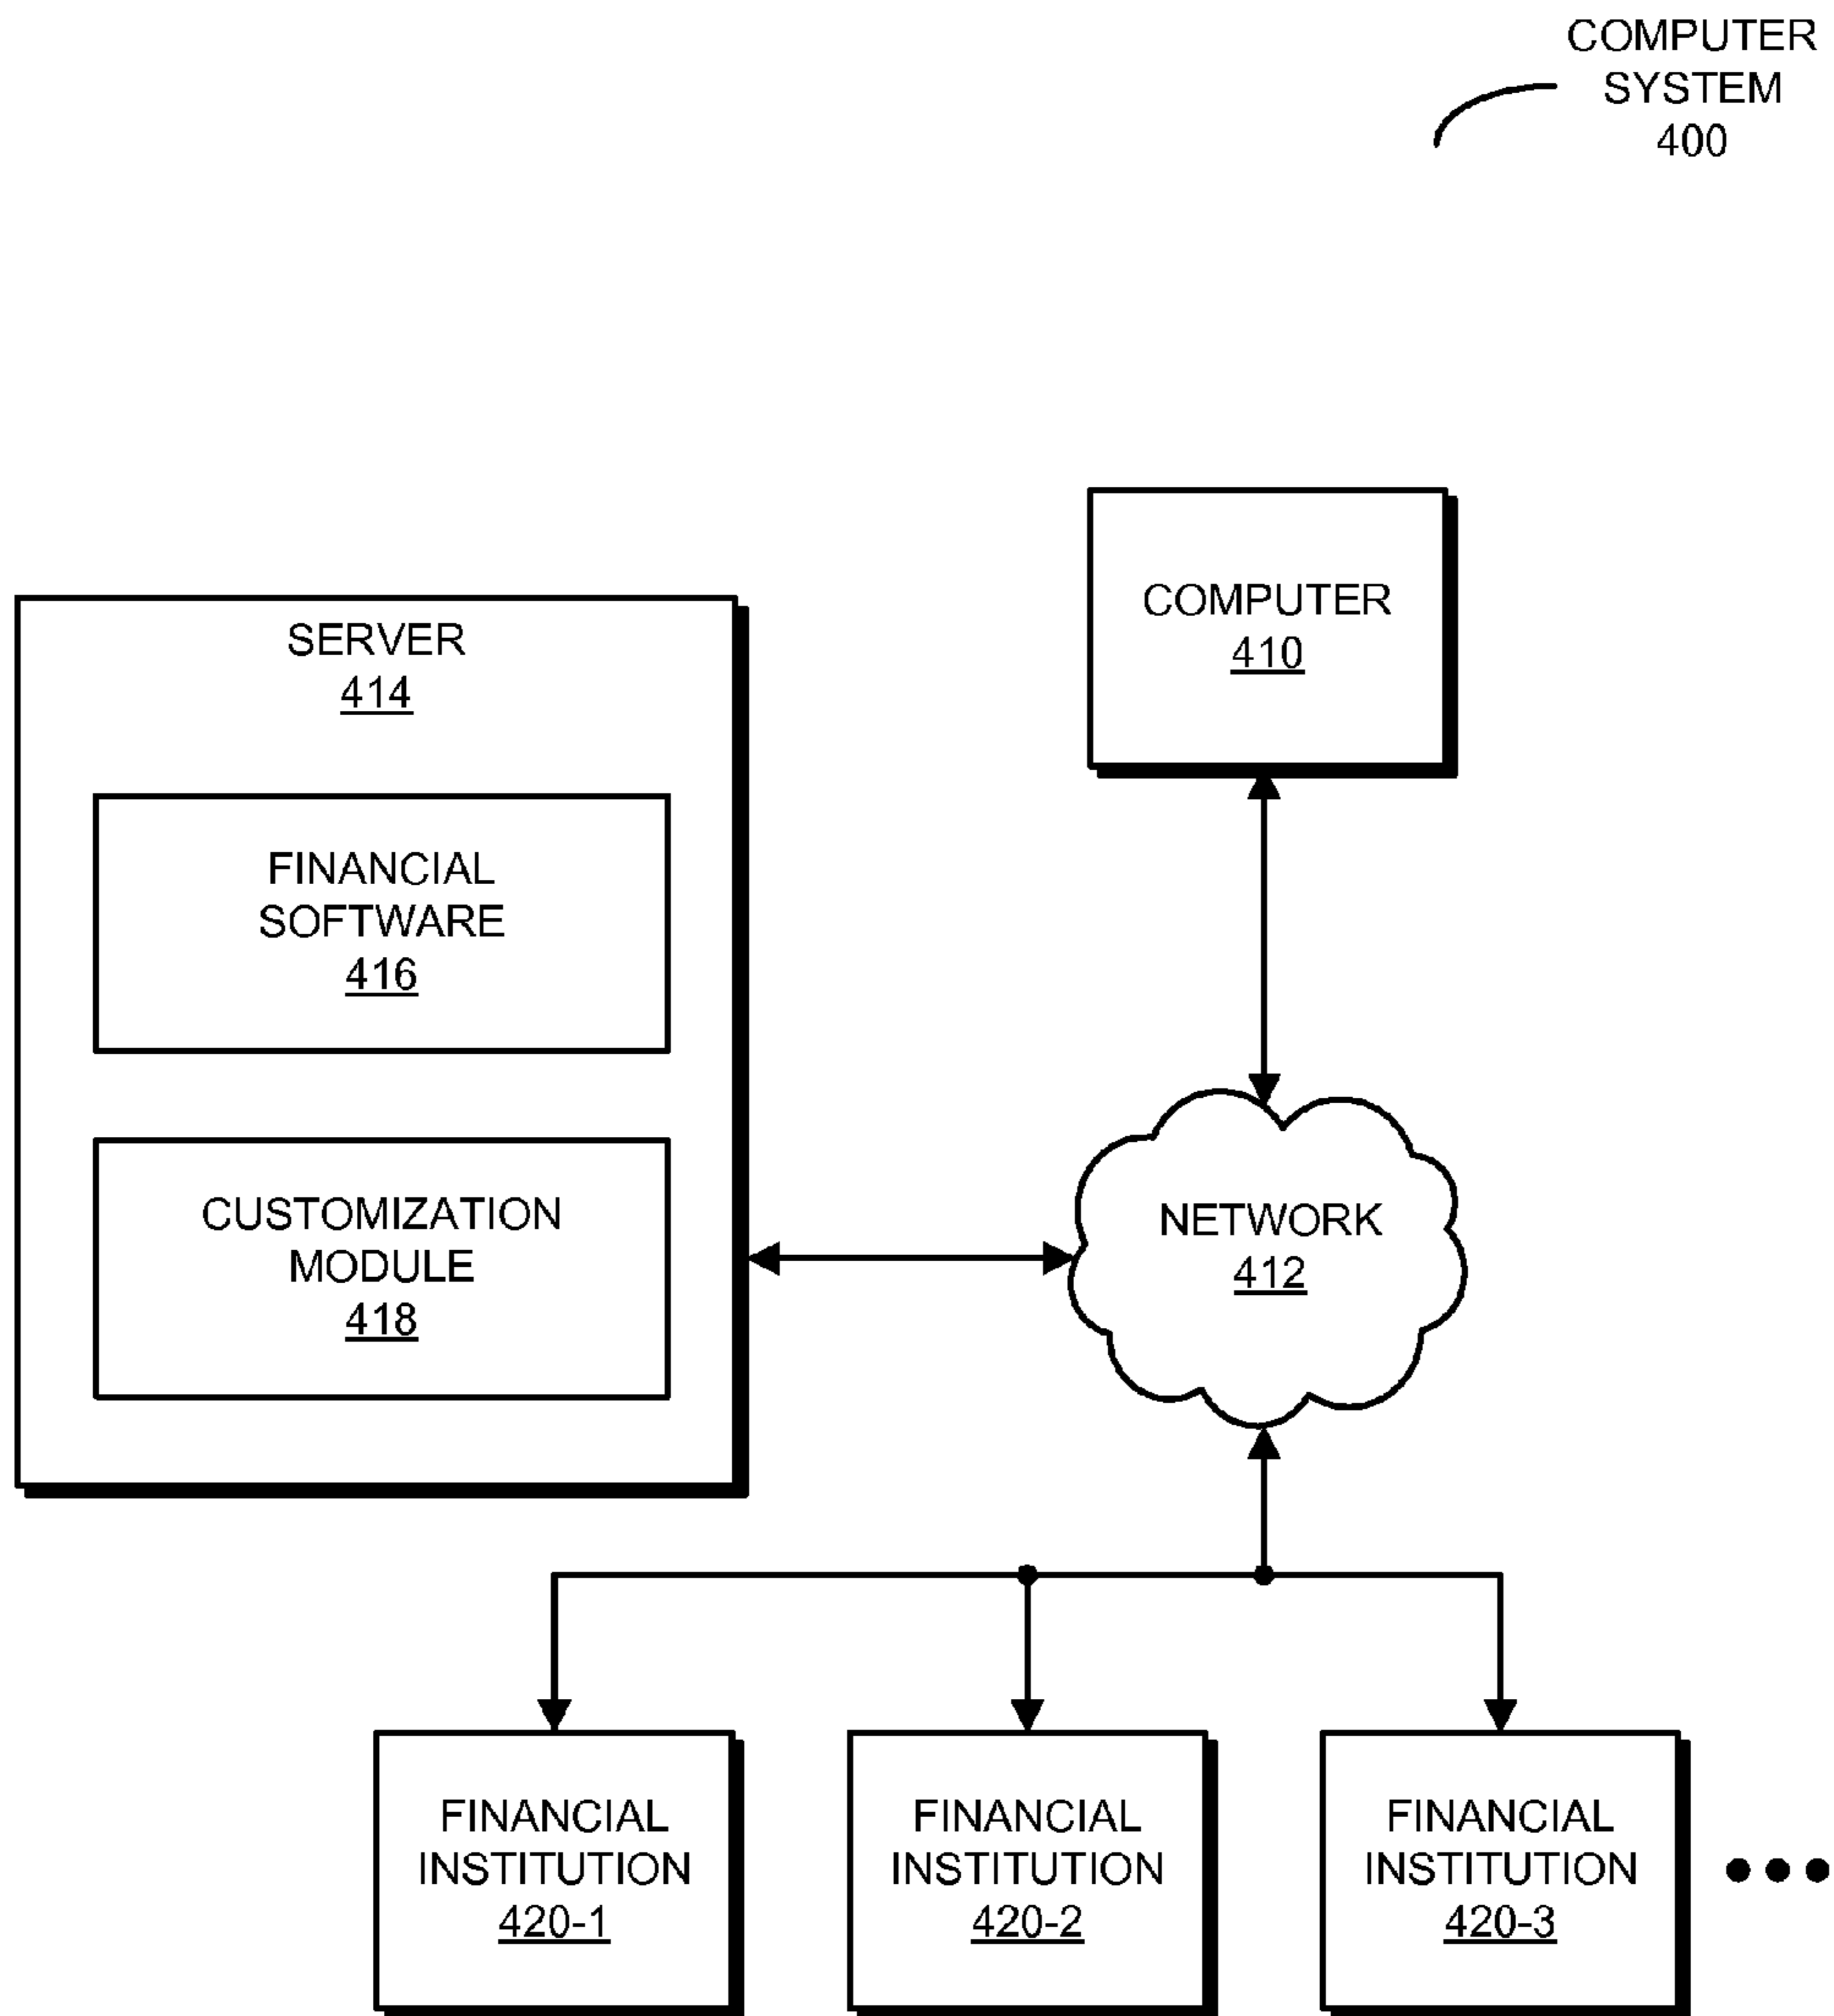 COMPUTER
SYSTEM
400
COMPUTER
410
SERVER
414
FINANCIAL
SOFTWARE
416
CUSTOMIZATION
MODULE
418
NETWORK
412
FINANCIAL
INSTITUTION
420-1
FINANCIAL
INSTITUTION
420-2
FINANCIAL
INSTITUTION
420-3